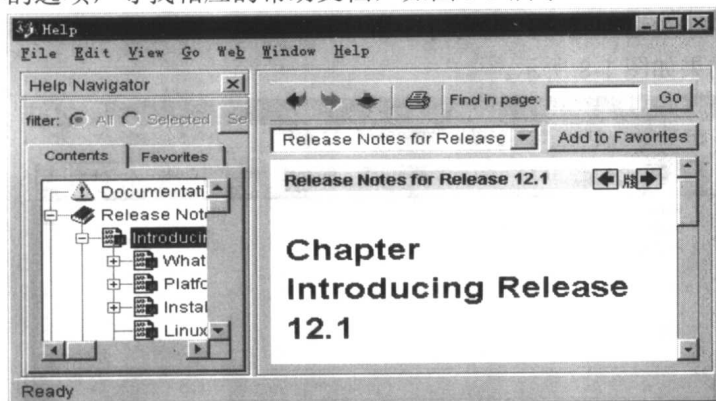 Help
File Edit View Go Web Window Help
Help Navigator
filter: All Selected Se
Contents Favorites
Documentati
Release Not
Introducin
What
Platfo
Instal
Linux
Find in page: Go
Release Notes for Release Add to Favorites
Release Notes for Release 12.1
Chapter
Introducing Release
12.1
Ready